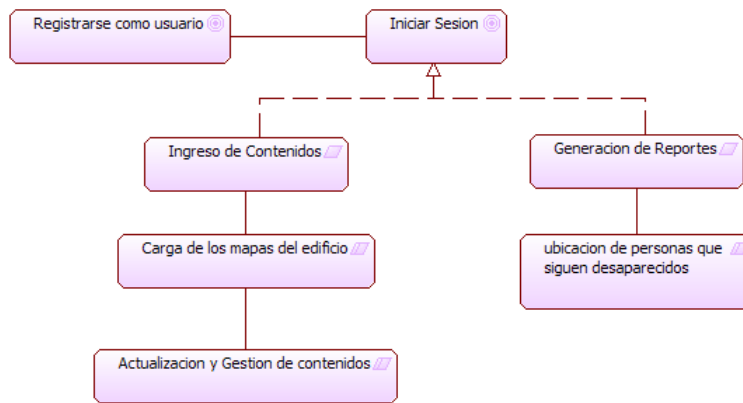 Registrarse como usuario
Iniciar Sesion
Ingreso de Contenidos
Generacion de Reportes
Carga de los mapas del edificio
ubicacion de personas que
siguen desaparecidos
Actualizacion y Gestion de contenidos